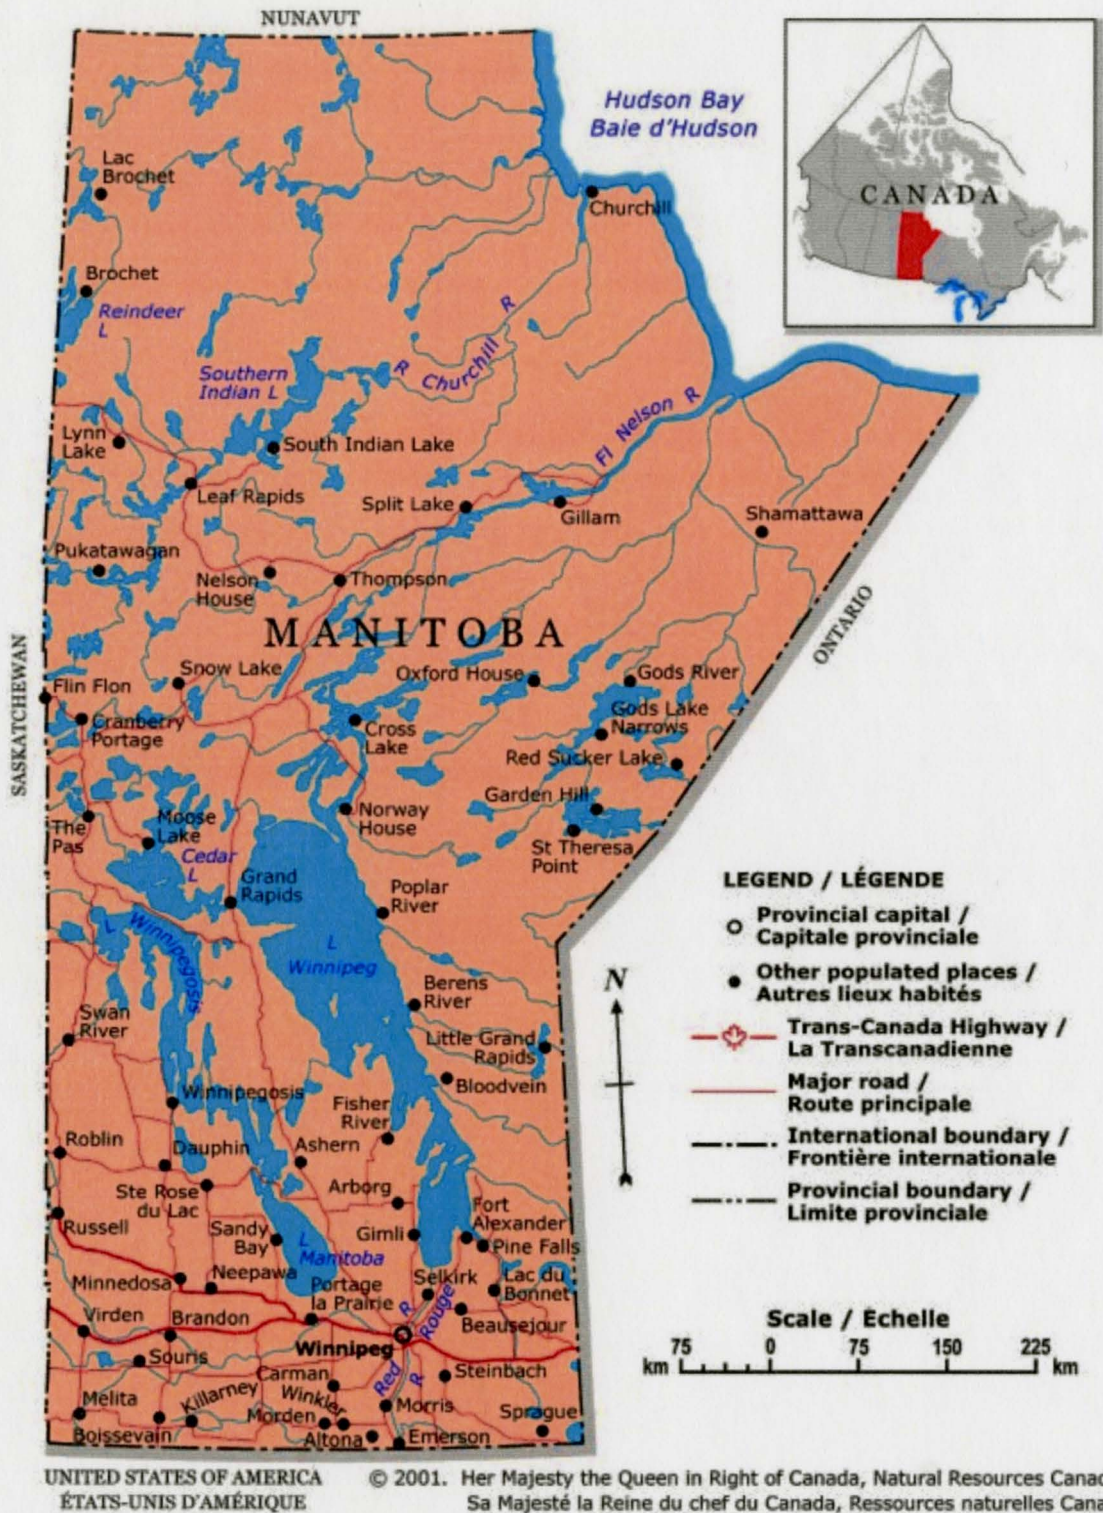 NUNAVUT
Hudson Bay
Baie d'Hudson
CANADA
Lac
Brochet
Churchill
Brochet
Reindeer
L
Southern
Indian L
R Churchill R
Fl Nelson R
Lynn
Lake
South Indian Lake
Leaf Rapids
Split Lake
Gillam
Shamattawa
Pukatawagan
Nelson
House
Thompson
MANITOBA
ONTARIO
SASKATCHEWAN
Snow Lake
Oxford House
Gods River
Flin Flon
Cranberry
Portage
Cross
Lake
Gods Lake
Narrows
Red Sucker Lake
Garden Hill
Norway
House
The
Pas
Moose
Lake
St Theresa
Point
Cedar
L
Grand
Rapids
Poplar
River
L Winnipegosis
L
Winnipeg
Berens
River
Swan
River
Little Grand
Rapids
Bloodvein
Winnipegosis
Fisher
River
Roblin
Dauphin
Ashern
Ste Rose
du Lac
Arborg
Fort
Alexander
Russell
Sandy
Bay
L
Manitoba
Gimli
Pine Falls
Minnedosa
Neepawa
Portage
la Prairie
Selkirk
Lac du
Bonnet
R Rouge
Virden
Brandon
Beausejour
Winnipeg
Souris
Carman
Red R
Steinbach
Melita
Killarney
Winkler
Morden
Morris
Sprague
Boissevain
Altona
Emerson
LEGEND / LÉGENDE
Provincial capital /
Capitale provinciale
Other populated places /
Autres lieux habités
Trans-Canada Highway /
La Transcanadienne
Major road /
Route principale
International boundary /
Frontière internationale
Provincial boundary /
Limite provinciale
N
Scale / Echelle
75 0 75 150 225
km km
UNITED STATES OF AMERICA
ÉTATS-UNIS D'AMÉRIQUE
© 2001. Her Majesty the Queen in Right of Canada, Natural Resources Canad
Sa Majesté la Reine du chef du Canada, Ressources naturelles Cana